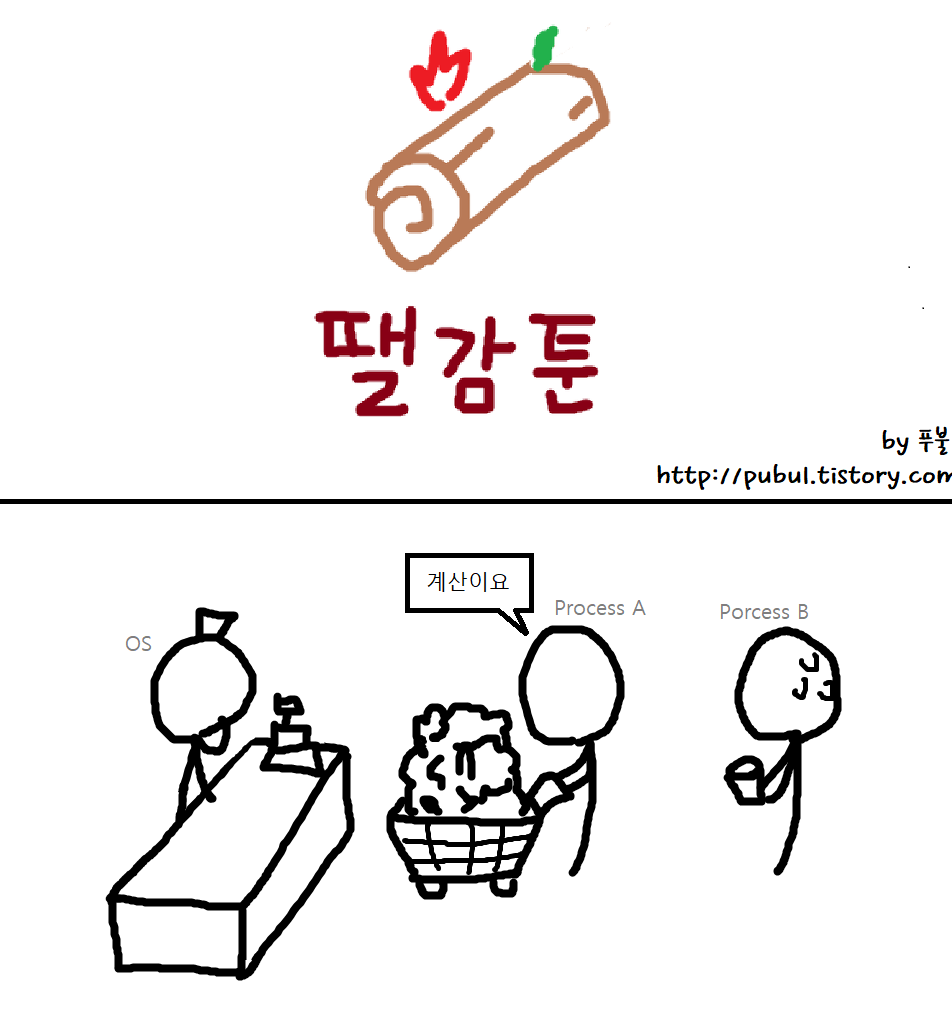 땔감툰
by 푸불
http://pubul.tistory.com
계산이요
Process A
Porcess B
OS